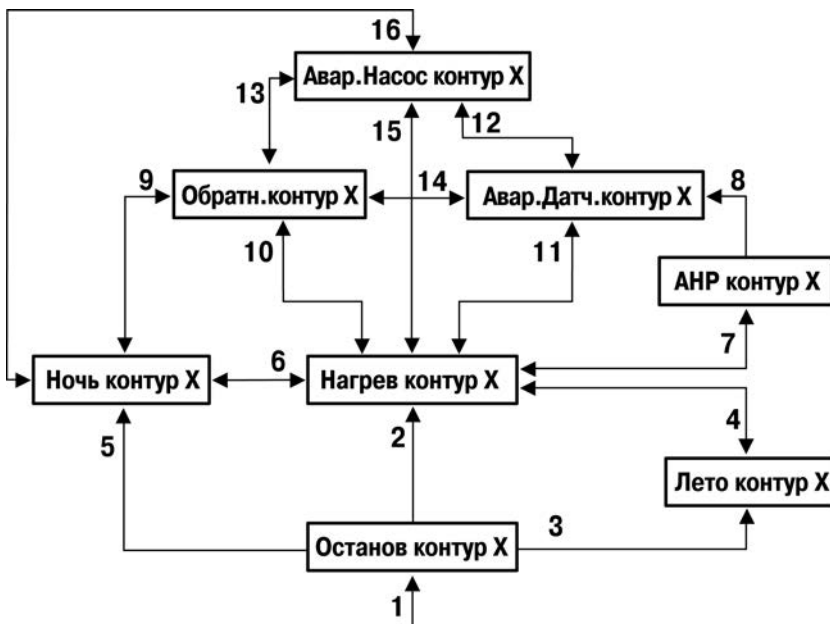 16
Авар.Насос контур X
13
15
12
9
Обратн.контур X
14
Авар.Датч.контур X
8
10
11
АНР контур X
7
Ночь контур X
6
Нагрев контур X
5
2
4
Лето контур X
Останов контур X
3
1